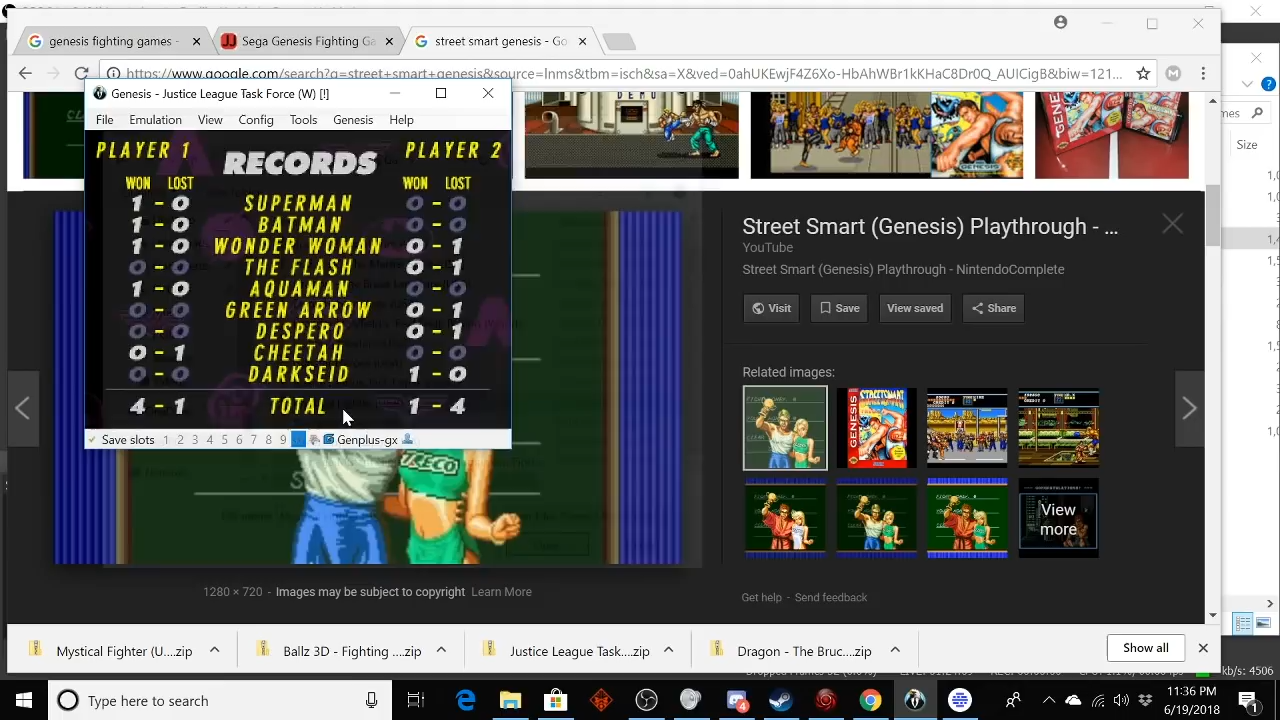 genesis fighting games -
Sega Genesis Fighting Ga
street smart genesis - Go
https://www.google.com/search?q=street+smart+genesis&source=lnms&tbm=isch&sa=X&ved=0ahUKEwjF4Z6Xo-HbAhWBr1kKHaC8Dr0Q_AUICigB&biw=121...
Genesis - Justice League Task Force (W) [!]
File Emulation View Config Tools Genesis Help
DEMO
GENESIS
Size
PLAYER 1 RECORDS PLAYER 2
WON LOST WON LOST
1 - 0 SUPERMAN 0 - 0
1 - 0 BATMAN 0 - 0
1 - 0 WONDER WOMAN 0 - 1
0 - 0 THE FLASH 0 - 1
1 - 0 AQUAMAN 0 - 0
0 - 0 GREEN ARROW 0 - 1
0 - 0 DESPERO 0 - 1
0 - 1 CHEETAH 0 - 0
0 - 0 DARKSEID 1 - 0
4 - 1 TOTAL 1 - 4
Save slots 1 2 3 4 5 6 7 8 9 Genplus-gx
TRECO
Street Smart (Genesis) Playthrough - ...
YouTube
Street Smart (Genesis) Playthrough - NintendoComplete
Visit Save View saved Share
Related images:
View more
1280 × 720 - Images may be subject to copyright Learn More
Get help - Send feedback
Mystical Fighter (U....zip
Ballz 3D - Fighting ....zip
Justice League Task....zip
Dragon - The Bruc....zip
Show all
kb/s: 4506
Type here to search
4
11:36 PM
6/19/2018
1